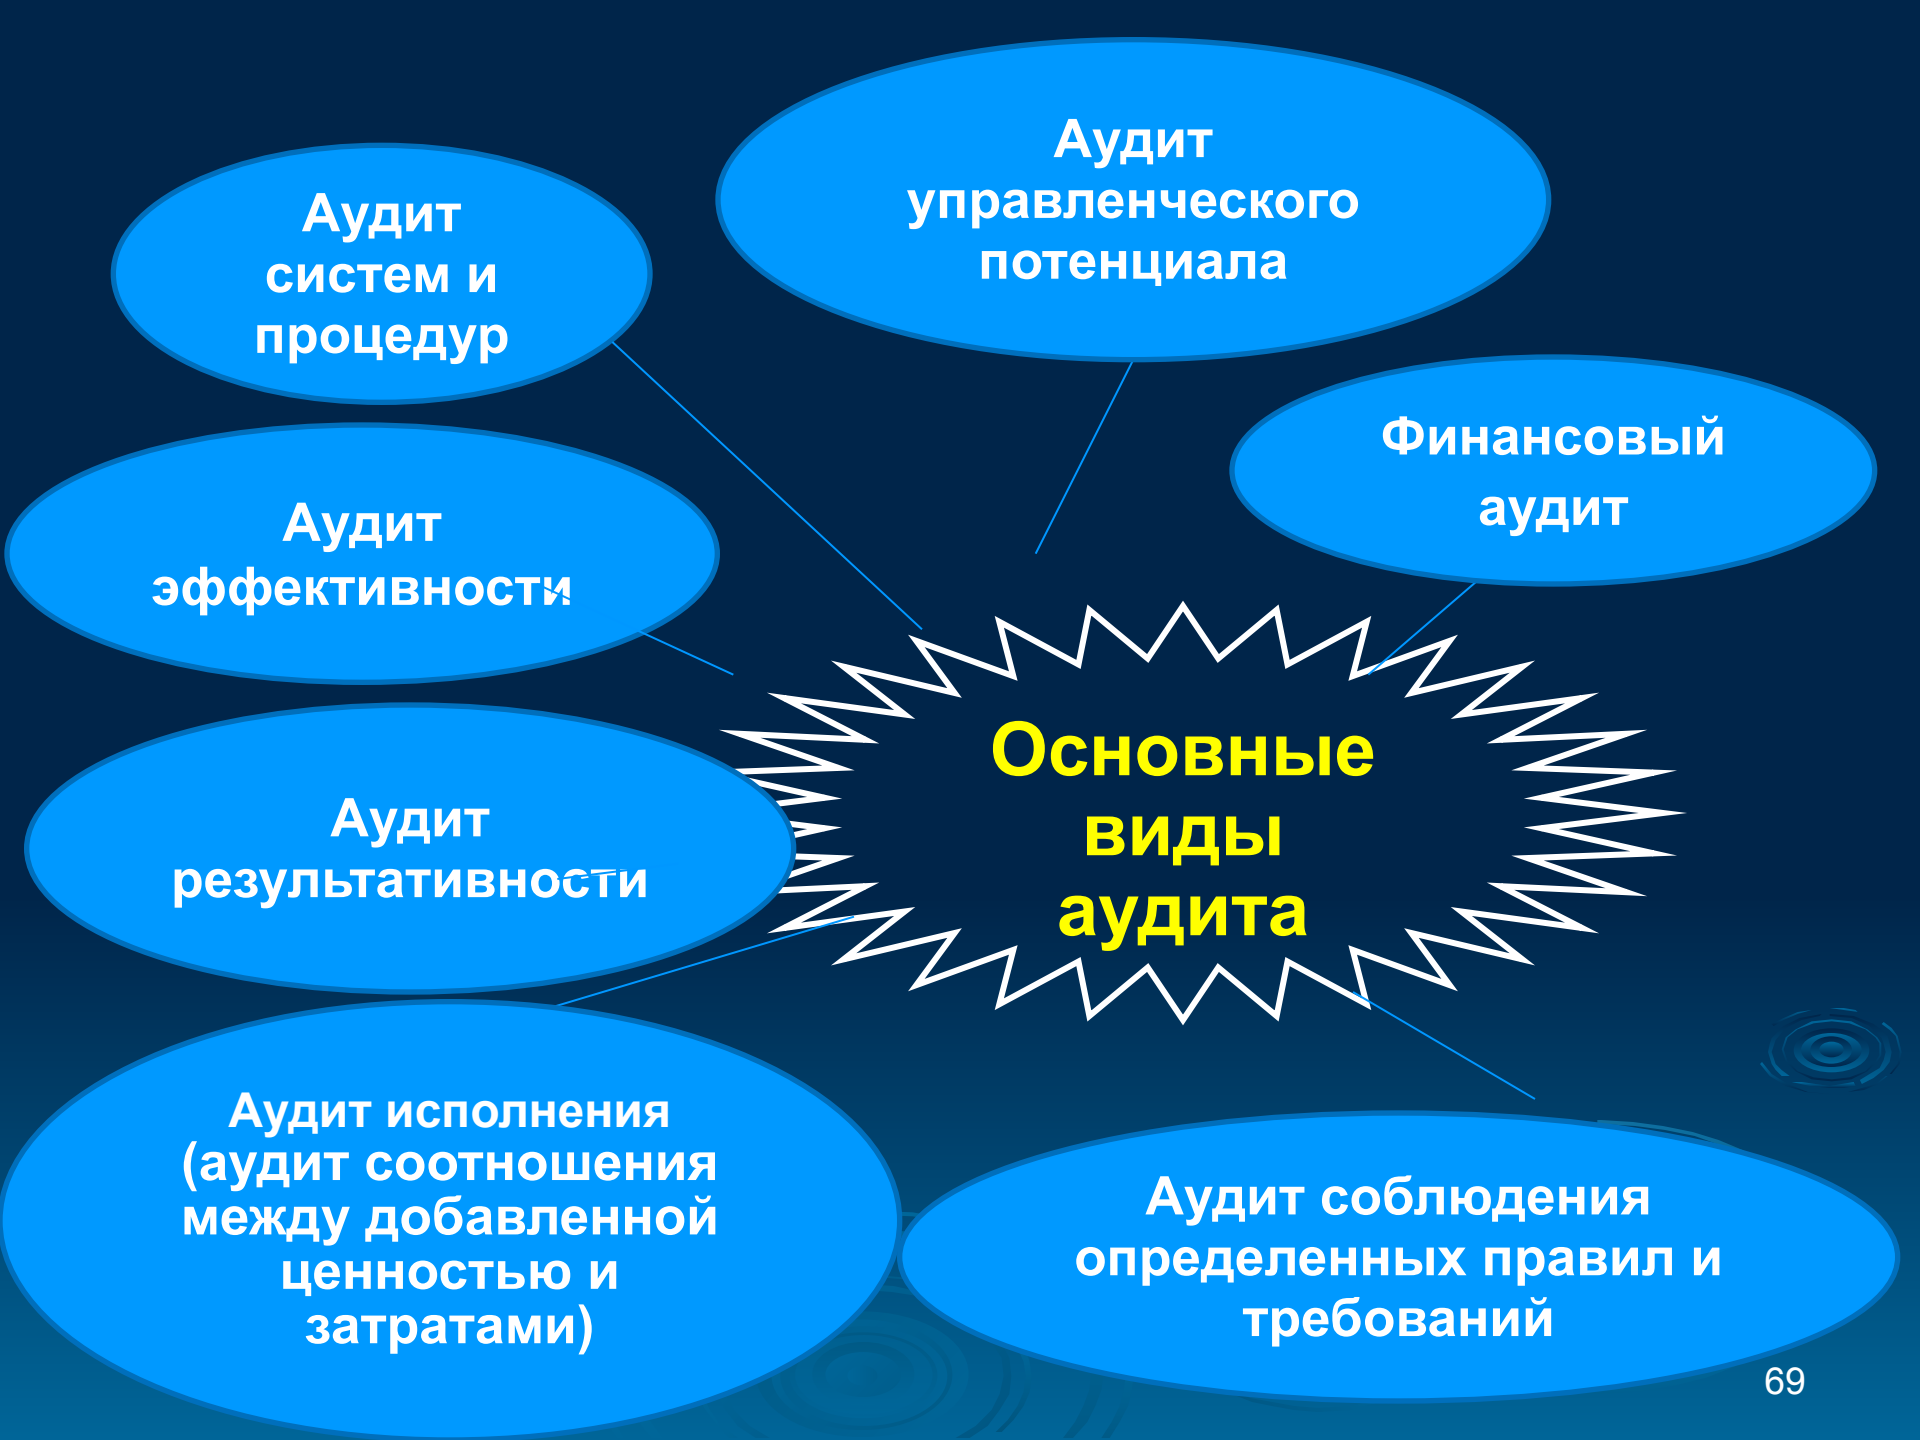 Аудит
управленческого
потенциала
Аудит
систем и
процедур
Финансовый
аудит
Аудит
эффективности
Основные
виды
аудита
Аудит
результативности
Аудит исполнения
(аудит соотношения
между добавленной
ценностью и
затратами)
Аудит соблюдения
определенных правил и
требований
69